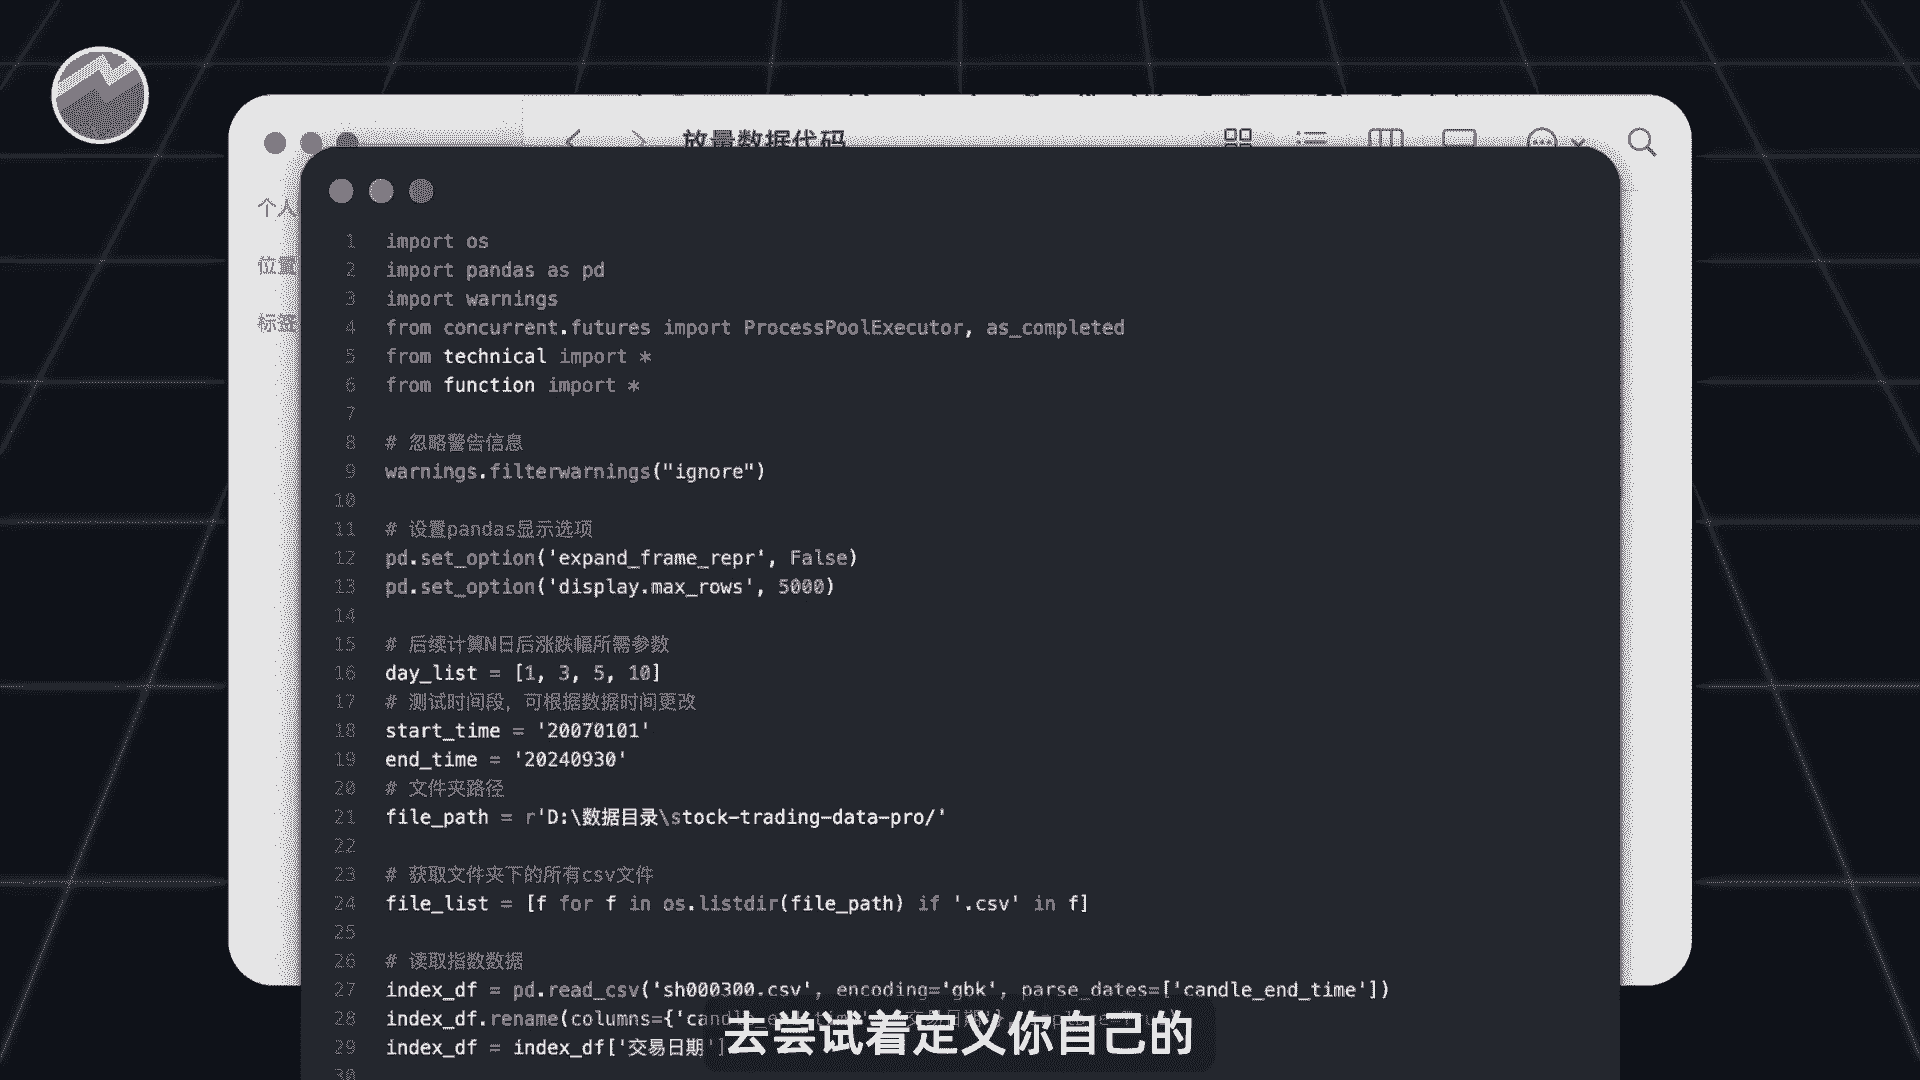 放量数据代码
个人
位置
标签
1 import os
2 import pandas as pd
3 import warnings
4 from concurrent.futures import ProcessPoolExecutor, as_completed
5 from technical import *
6 from function import *
7
8 # 忽略警告信息
9 warnings.filterwarnings("ignore")
10
11 # 设置pandas显示选项
12 pd.set_option('expand_frame_repr', False)
13 pd.set_option('display.max_rows', 5000)
14
15 # 后续计算N日后涨跌幅所需参数
16 day_list = [1, 3, 5, 10]
17 # 测试时间段，可根据数据时间更改
18 start_time = '20070101'
19 end_time = '20240930'
20 # 文件夹路径
21 file_path = r'D:\数据目录\stock-trading-data-pro/'
22
23 # 获取文件夹下的所有csv文件
24 file_list = [f for f in os.listdir(file_path) if '.csv' in f]
25
26 # 读取指数数据
27 index_df = pd.read_csv('sh000300.csv', encoding='gbk', parse_dates=['candle_end_time'])
28 index_df.rename(columns={'
29 index_df = index_df['交易日期']
30
去尝试着定义你自己的